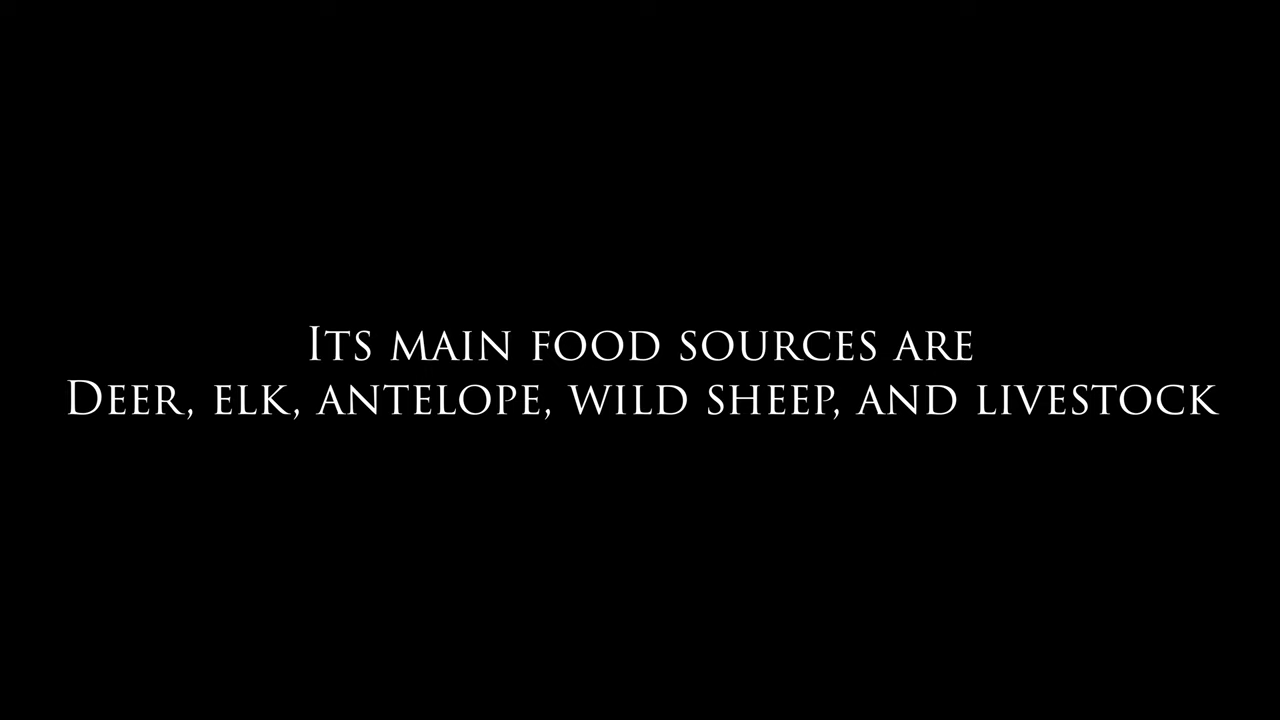 Its main food sources are
Deer, elk, antelope, wild sheep, and livestock